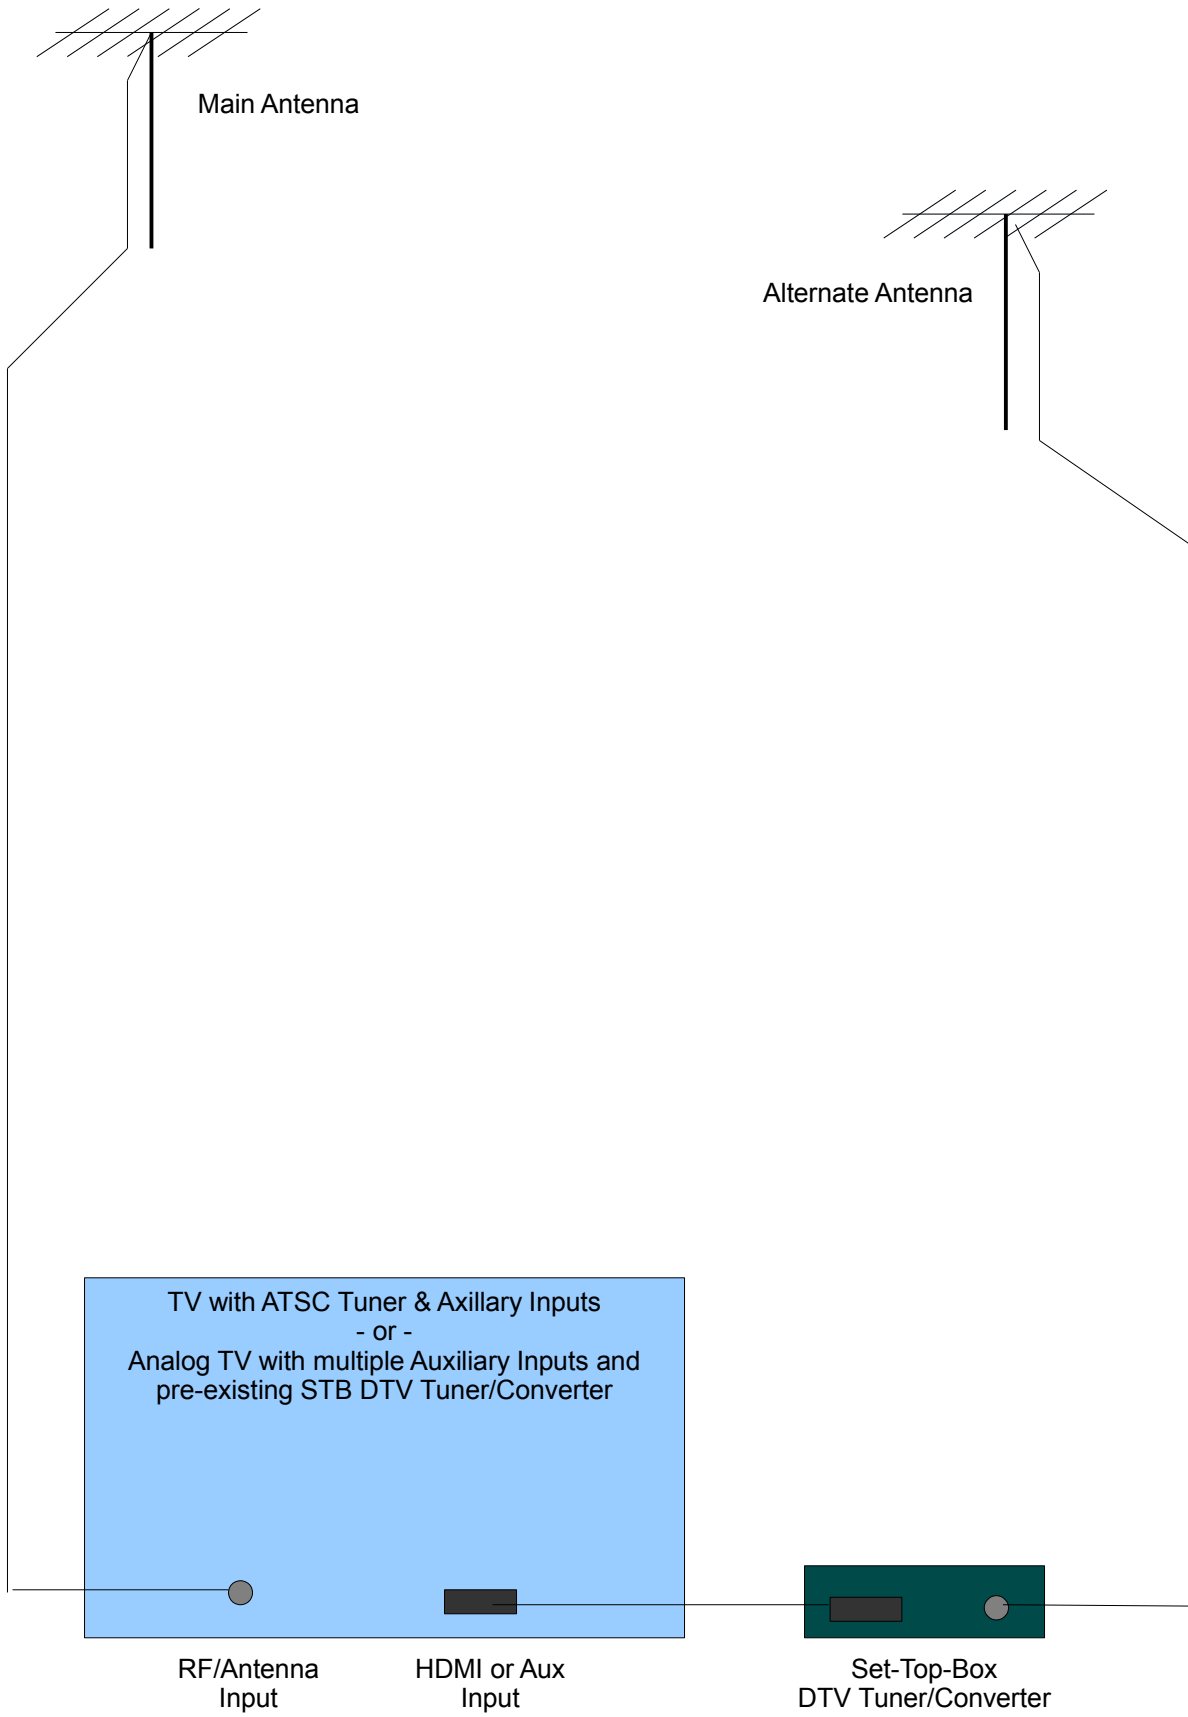 Main Antenna
Alternate Antenna
TV with ATSC Tuner & Axillary Inputs
- or -
Analog TV with multiple Auxiliary Inputs and
pre-existing STB DTV Tuner/Converter
RF/Antenna
Input
HDMI or Aux
Input
Set-Top-Box
DTV Tuner/Converter